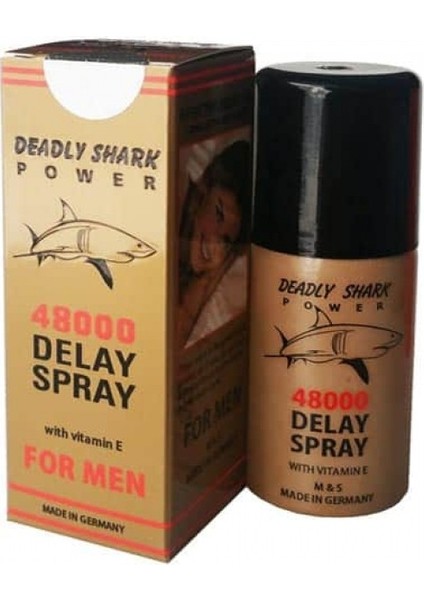 DEADLY SHARK
POWER
48000
DELAY
SPRAY
with vitamin E
FOR MEN
MADE IN GERMANY
FOR MEN
DEADLY SHARK
POWER
48000
DELAY
SPRAY
WITH VITAMIN E
M & S
MADE IN GERMANY